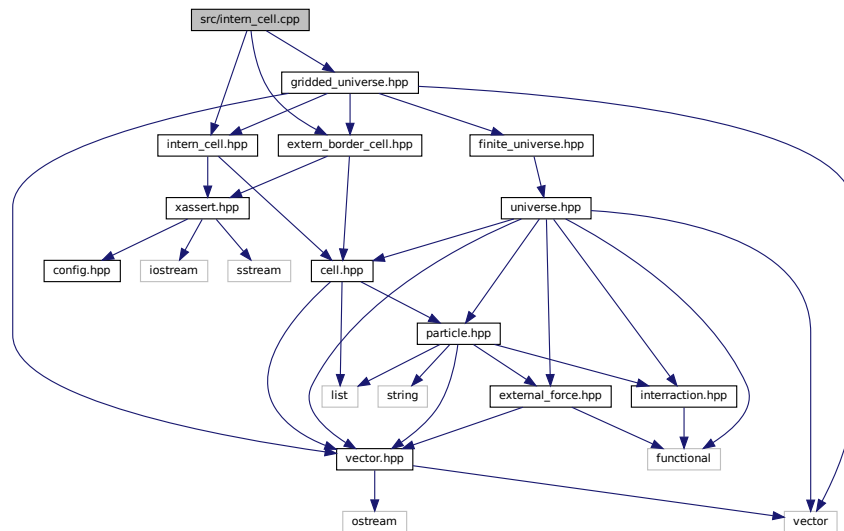 src/intern_cell.cpp
gridded_universe.hpp
intern_cell.hpp
extern_border_cell.hpp
finite_universe.hpp
xassert.hpp
universe.hpp
config.hpp
iostream
sstream
cell.hpp
particle.hpp
list
string
external_force.hpp
interraction.hpp
vector.hpp
functional
ostream
vector